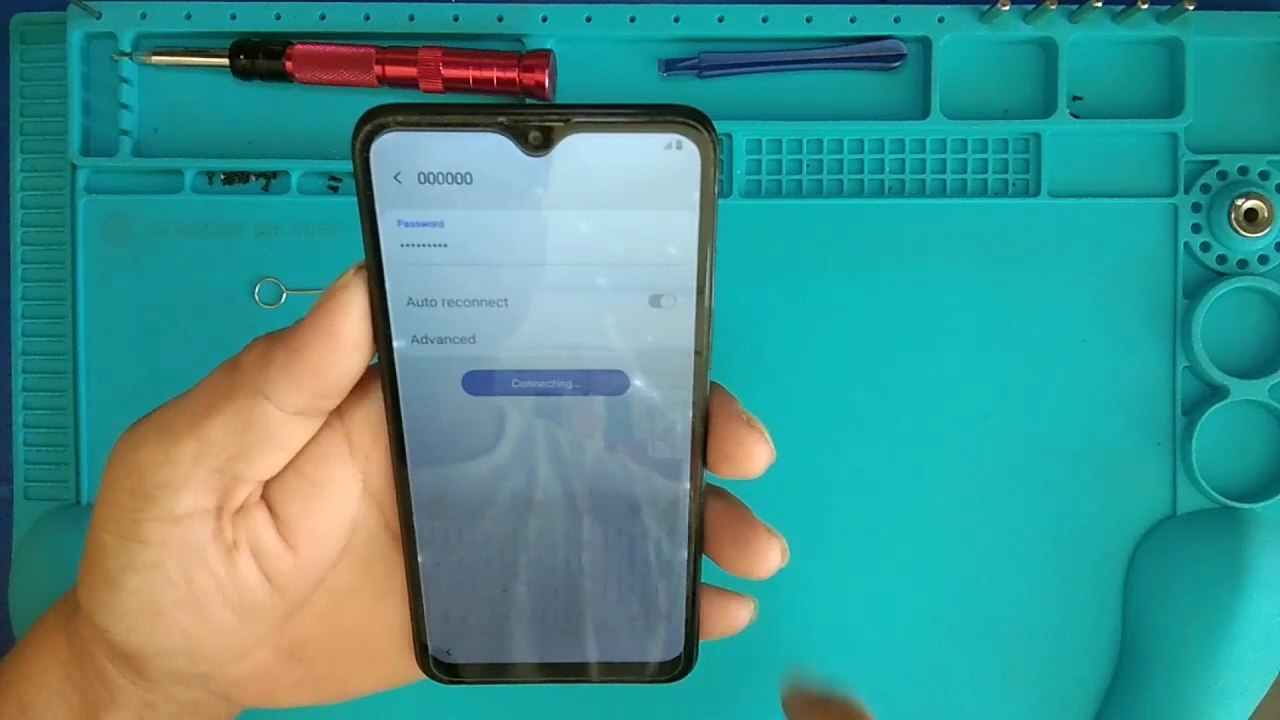 000000
Password
•••••••••
Auto reconnect
Advanced
Connecting...